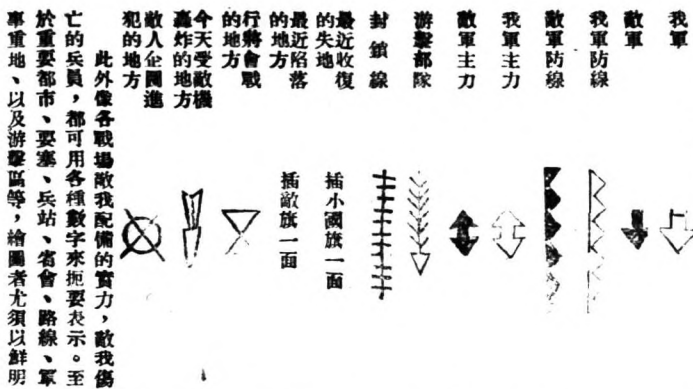 我軍
敵軍
我軍防線
敵軍防線
我軍主力
敵軍主力
游擊部隊
封鎖線
最近收復
的失地
插小國旗一面
最近陷落
的地方
插敵旗一面
行將會戰
的地方
今天受敵機
轟炸的地方
敵人企圖進
犯的地方
此外像各戰場敵我配備的實力，敵我傷
亡的兵員，都可用各種數字來扼要表示。至
於重要都市、要塞、兵站、省會、路線、軍
事重地、以及游擊區等，繪圖者尤須以鮮明